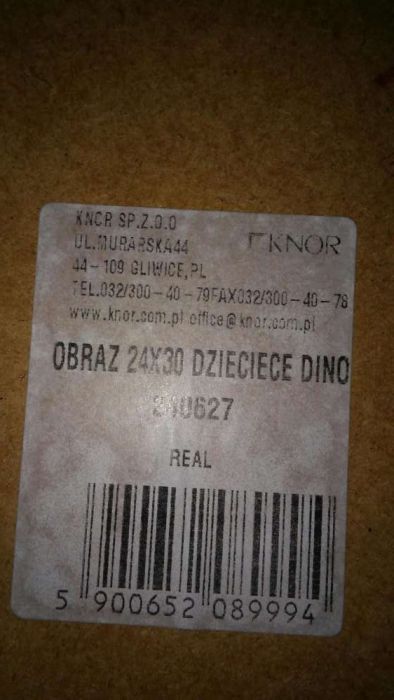 KNOR SP.Z.O.O
KNOR
UL.MURARSKA44
44-109 GLIWICE,PL
TEL.032/300-40-79FAX032/300-40-78
www.knor.com.pl office@knor.com.pl
OBRAZ 24X30 DZIECIECE DINO
REAL
5 900652 089994